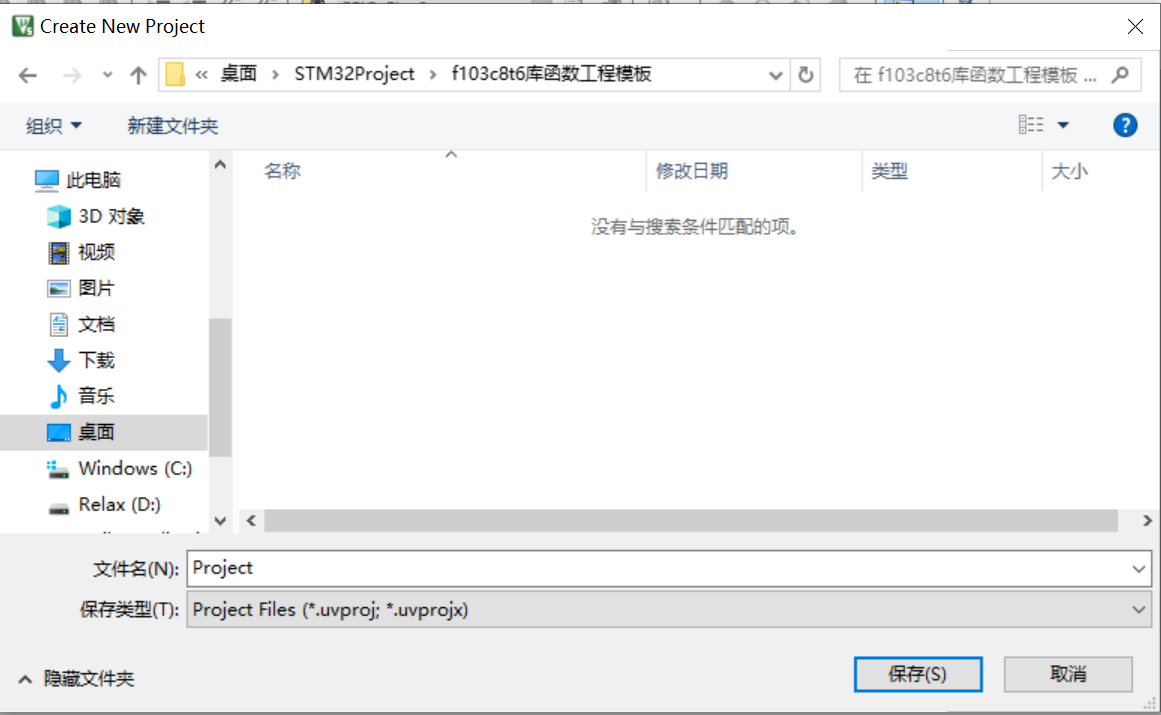 Create New Project
« 桌面 › STM32Project › f103c8t6库函数工程模板
在 f103c8t6库函数工程模板 ...
组织 新建文件夹
名称 修改日期 类型 大小
没有与搜索条件匹配的项。
此电脑
3D 对象
视频
图片
文档
下载
音乐
桌面
Windows (C:)
Relax (D:)
文件名(N): Project
保存类型(T): Project Files (*.uvproj; *.uvprojx)
隐藏文件夹
保存(S) 取消